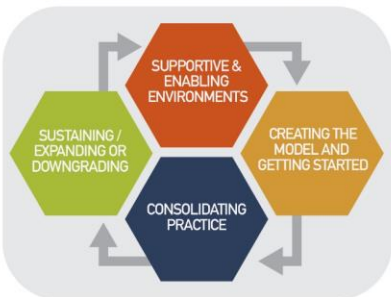 SUPPORTIVE &
ENABLING
ENVIRONMENTS
CREATING THE
MODEL AND
GETTING STARTED
CONSOLIDATING
PRACTICE
SUSTAINING /
EXPANDING OR
DOWNGRADING